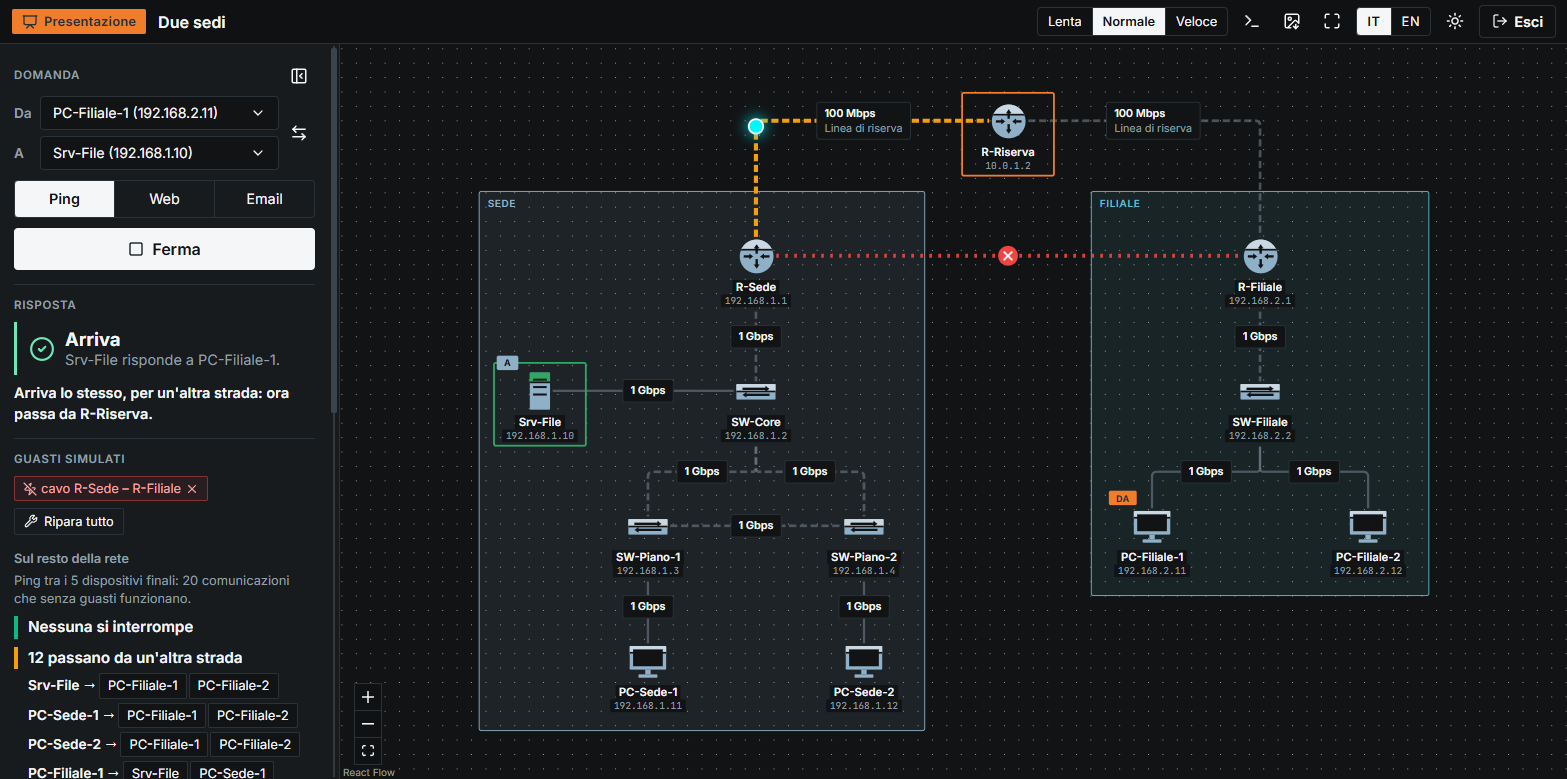 Presentazione
Due sedi
Lenta
Normale
Veloce
IT
EN
Esci
DOMANDA
Da
PC-Filiale-1 (192.168.2.11)
A
Srv-File (192.168.1.10)
Ping
Web
Email
Ferma
RISPOSTA
Arriva
Srv-File risponde a PC-Filiale-1.
Arriva lo stesso, per un'altra strada: ora
passa da R-Riserva.
GUASTI SIMULATI
cavo R-Sede – R-Filiale
Ripara tutto
Sul resto della rete
Ping tra i 5 dispositivi finali: 20 comunicazioni
che senza guasti funzionano.
Nessuna si interrompe
12 passano da un'altra strada
Srv-File → PC-Filiale-1 PC-Filiale-2
PC-Sede-1 → PC-Filiale-1 PC-Filiale-2
PC-Sede-2 → PC-Filiale-1 PC-Filiale-2
PC-Filiale-1 → Srv-File PC-Sede-1
100 Mbps
Linea di riserva
R-Riserva
10.0.1.2
100 Mbps
Linea di riserva
SEDE
R-Sede
192.168.1.1
1 Gbps
A
Srv-File
192.168.1.10
1 Gbps
SW-Core
192.168.1.2
1 Gbps
1 Gbps
SW-Piano-1
192.168.1.3
1 Gbps
SW-Piano-2
192.168.1.4
1 Gbps
1 Gbps
PC-Sede-1
192.168.1.11
PC-Sede-2
192.168.1.12
FILIALE
R-Filiale
192.168.2.1
1 Gbps
SW-Filiale
192.168.2.2
1 Gbps
1 Gbps
DA
PC-Filiale-1
192.168.2.11
PC-Filiale-2
192.168.2.12
React Flow